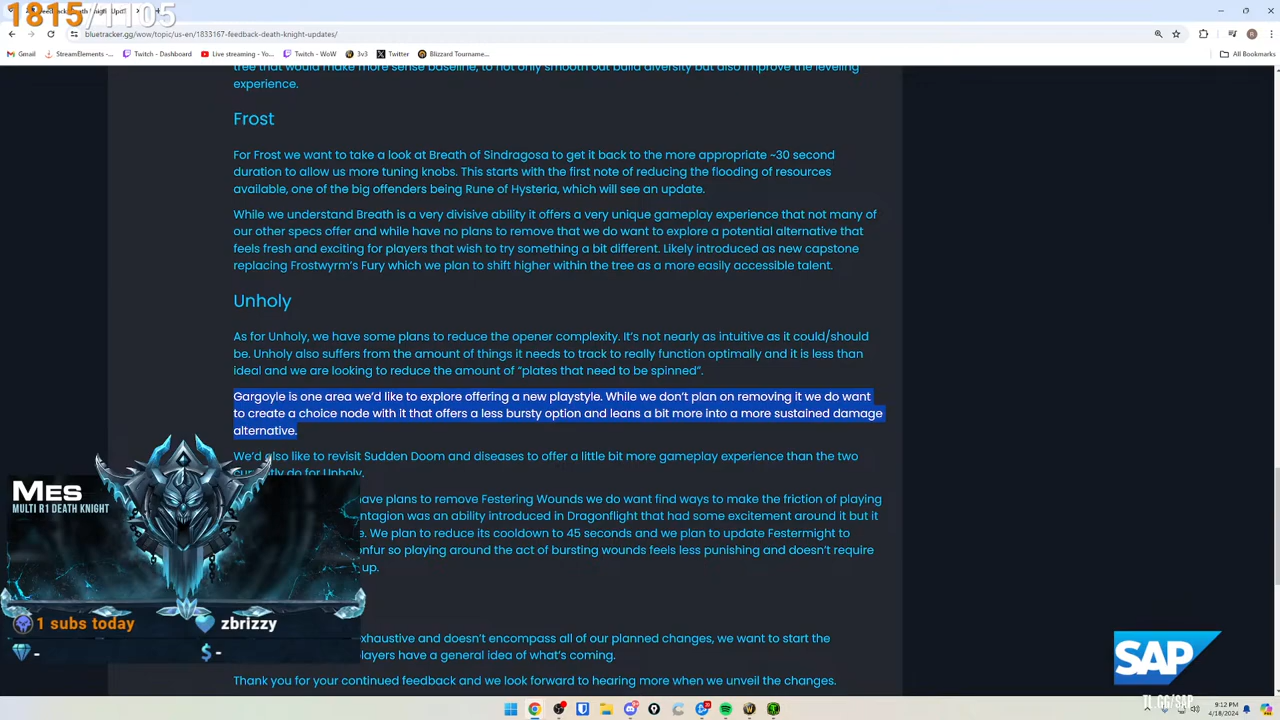 1815/1105
bluetracker.gg/wow/topic/us-en/1833167-feedback-death-knight-updates/
Gmail StreamElements -... Twitch - Dashboard Live streaming - Yo... Twitch - WoW 3v3 Twitter Blizzard Tourname... All Bookmarks
tree that would make more sense baseline, to not only smooth out build diversity but also improve the leveling
experience.
Frost
For Frost we want to take a look at Breath of Sindragosa to get it back to the more appropriate ~30 second
duration to allow us more tuning knobs. This starts with the first note of reducing the flooding of resources
available, one of the big offenders being Rune of Hysteria, which will see an update.
While we understand Breath is a very divisive ability it offers a very unique gameplay experience that not many of
our other specs offer and while have no plans to remove that we do want to explore a potential alternative that
feels fresh and exciting for players that wish to try something a bit different. Likely introduced as new capstone
replacing Frostwyrm's Fury which we plan to shift higher within the tree as a more easily accessible talent.
Unholy
As for Unholy, we have some plans to reduce the opener complexity. It's not nearly as intuitive as it could/should
be. Unholy also suffers from the amount of things it needs to track to really function optimally and it is less than
ideal and we are looking to reduce the amount of "plates that need to be spinned".
Gargoyle is one area we'd like to explore offering a new playstyle. While we don't plan on removing it we do want
to create a choice node with it that offers a less bursty option and leans a bit more into a more sustained damage
alternative.
We'd also like to revisit Sudden Doom and diseases to offer a little bit more gameplay experience than the two
currently do for Unholy.
have plans to remove Festering Wounds we do want find ways to make the friction of playing
ntagion was an ability introduced in Dragonflight that had some excitement around it but it
. We plan to reduce its cooldown to 45 seconds and we plan to update Festermight to
onfur so playing around the act of bursting wounds feels less punishing and doesn't require
up.
xhaustive and doesn't encompass all of our planned changes, we want to start the
layers have a general idea of what's coming.
Thank you for your continued feedback and we look forward to hearing more when we unveil the changes.
Mes
MULTI R1 DEATH KNIGHT
1 subs today zbrizzy
- $ -
SAP
TL.GG/SAP
9:12 PM
4/18/2024